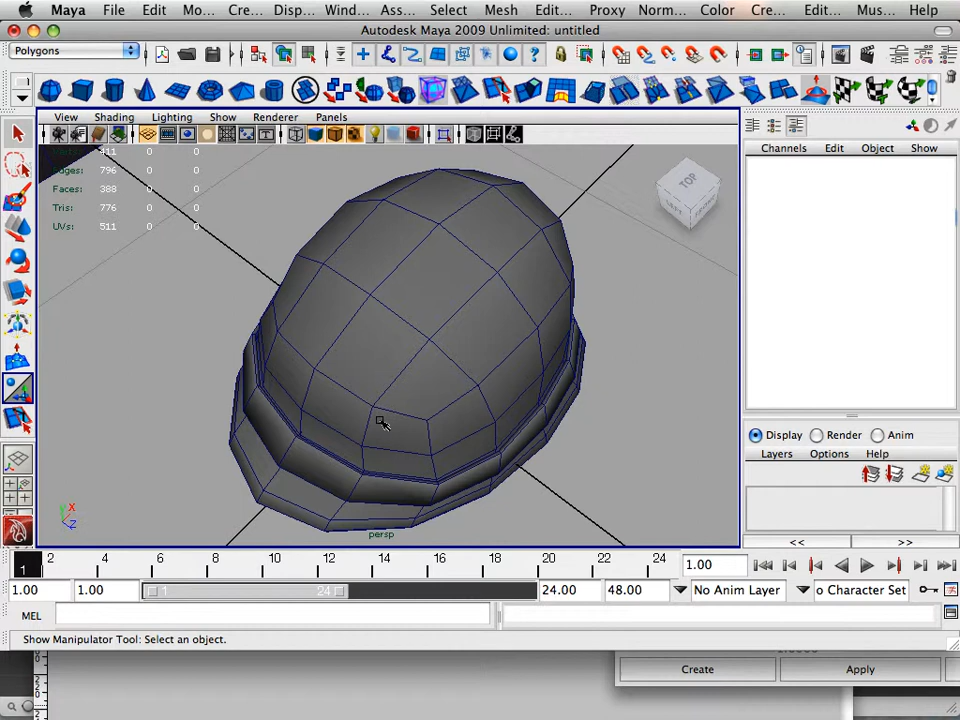 Maya File Edit Mo... Cre... Disp... Wind... Ass... Select Mesh Edit... Proxy Norm... Color Cre... Edit... Mus... Help
Autodesk Maya 2009 Unlimited: untitled
Polygons
View Shading Lighting Show Renderer Panels
411 0 0
Edges: 796 0 0
Faces: 388 0 0
Tris: 776 0 0
UVs: 511 0 0
TOP
LEFT
persp
Channels Edit Object Show
Display Render Anim
Layers Options Help
<< >>
1 2 4 6 8 10 12 14 16 18 20 22 24 1.00
1.00 1.00 1 24 24.00 48.00 No Anim Layer o Character Set
MEL
Show Manipulator Tool: Select an object.
Create Apply